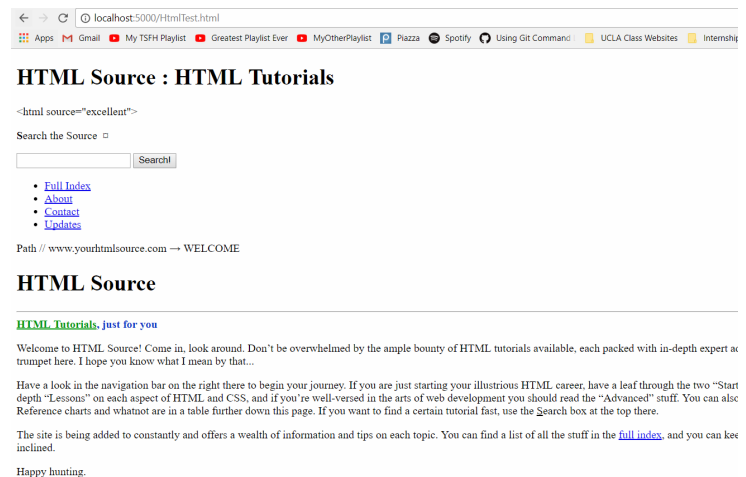 localhost:5000/HtmlTest.html
Apps Gmail My TSFH Playlist Greatest Playlist Ever MyOtherPlaylist Piazza Spotify Using Git Command UCLA Class Websites Internship
HTML Source : HTML Tutorials
<html source="excellent">
Search the Source
Search!
Full Index
About
Contact
Updates
Path // www.yourhtmlsource.com → WELCOME
HTML Source
HTML Tutorials, just for you
Welcome to HTML Source! Come in, look around. Don’t be overwhelmed by the ample bounty of HTML tutorials available, each packed with in-depth expert
trumpet here. I hope you know what I mean by that...
Have a look in the navigation bar on the right there to begin your journey. If you are just starting your illustrious HTML career, have a leaf through the two “Start
depth “Lessons” on each aspect of HTML and CSS, and if you’re well-versed in the arts of web development you should read the “Advanced” stuff. You can also
Reference charts and whatnot are in a table further down this page. If you want to find a certain tutorial fast, use the Search box at the top there.
The site is being added to constantly and offers a wealth of information and tips on each topic. You can find a list of all the stuff in the full index, and you can
inclined.
Happy hunting.